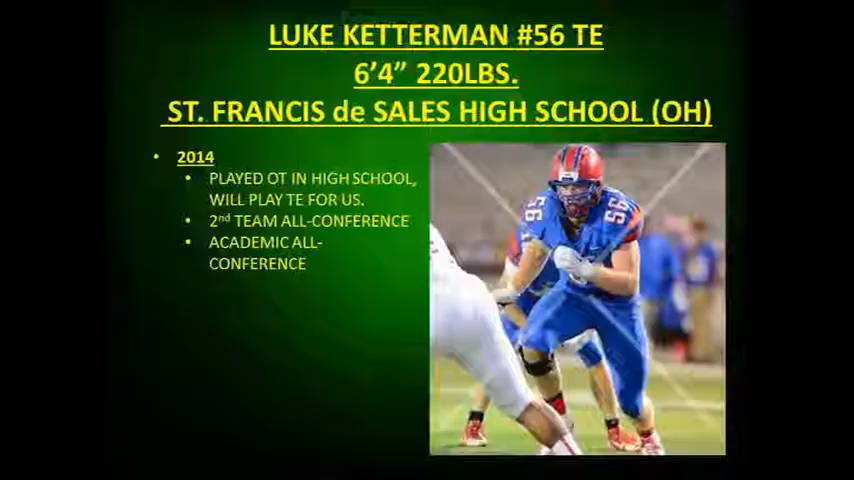 LUKE KETTERMAN #56 TE
6’4” 220LBS.
ST. FRANCIS de SALES HIGH SCHOOL (OH)
• 2014
• PLAYED OT IN HIGH SCHOOL,
WILL PLAY TE FOR US.
• 2nd TEAM ALL-CONFERENCE
• ACADEMIC ALL-
CONFERENCE
56
56